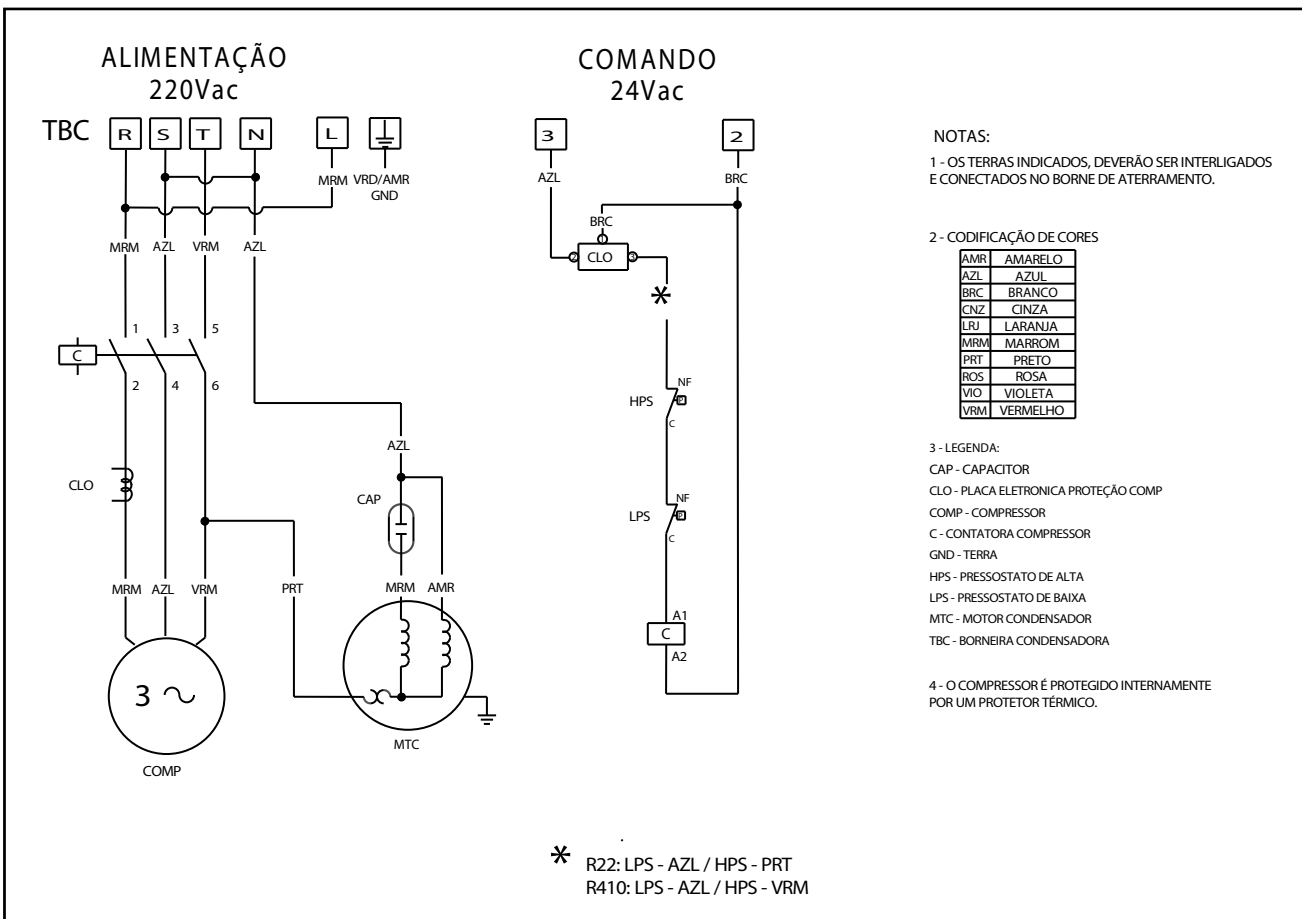 ALIMENTAÇÃO
220Vac
TBC R S T N L
MRM VRD/AMR
GND
MRM AZL VRM AZL
1 3 5
C
2 4 6
CLO
AZL
CAP
MRM AZL VRM PRT MRM AMR
3
COMP
MTC
COMANDO
24Vac
3 2
AZL BRC
BRC
1
2 CLO 3
*
NF
HPS P
C
NF
LPS P
C
A1
C
A2
NOTAS:
1 - OS TERRAS INDICADOS, DEVERÃO SER INTERLIGADOS
E CONECTADOS NO BORNE DE ATERRAMENTO.
2 - CODIFICAÇÃO DE CORES
AMR AMARELO
AZL AZUL
BRC BRANCO
CNZ CINZA
LRJ LARANJA
MRM MARROM
PRT PRETO
ROS ROSA
VIO VIOLETA
VRM VERMELHO
3 - LEGENDA:
CAP - CAPACITOR
CLO - PLACA ELETRONICA PROTEÇÃO COMP
COMP - COMPRESSOR
C - CONTATORA COMPRESSOR
GND - TERRA
HPS - PRESSOSTATO DE ALTA
LPS - PRESSOSTATO DE BAIXA
MTC - MOTOR CONDENSADOR
TBC - BORNEIRA CONDENSADORA
4 - O COMPRESSOR É PROTEGIDO INTERNAMENTE
POR UM PROTETOR TÉRMICO.
* R22: LPS - AZL / HPS - PRT
R410: LPS - AZL / HPS - VRM